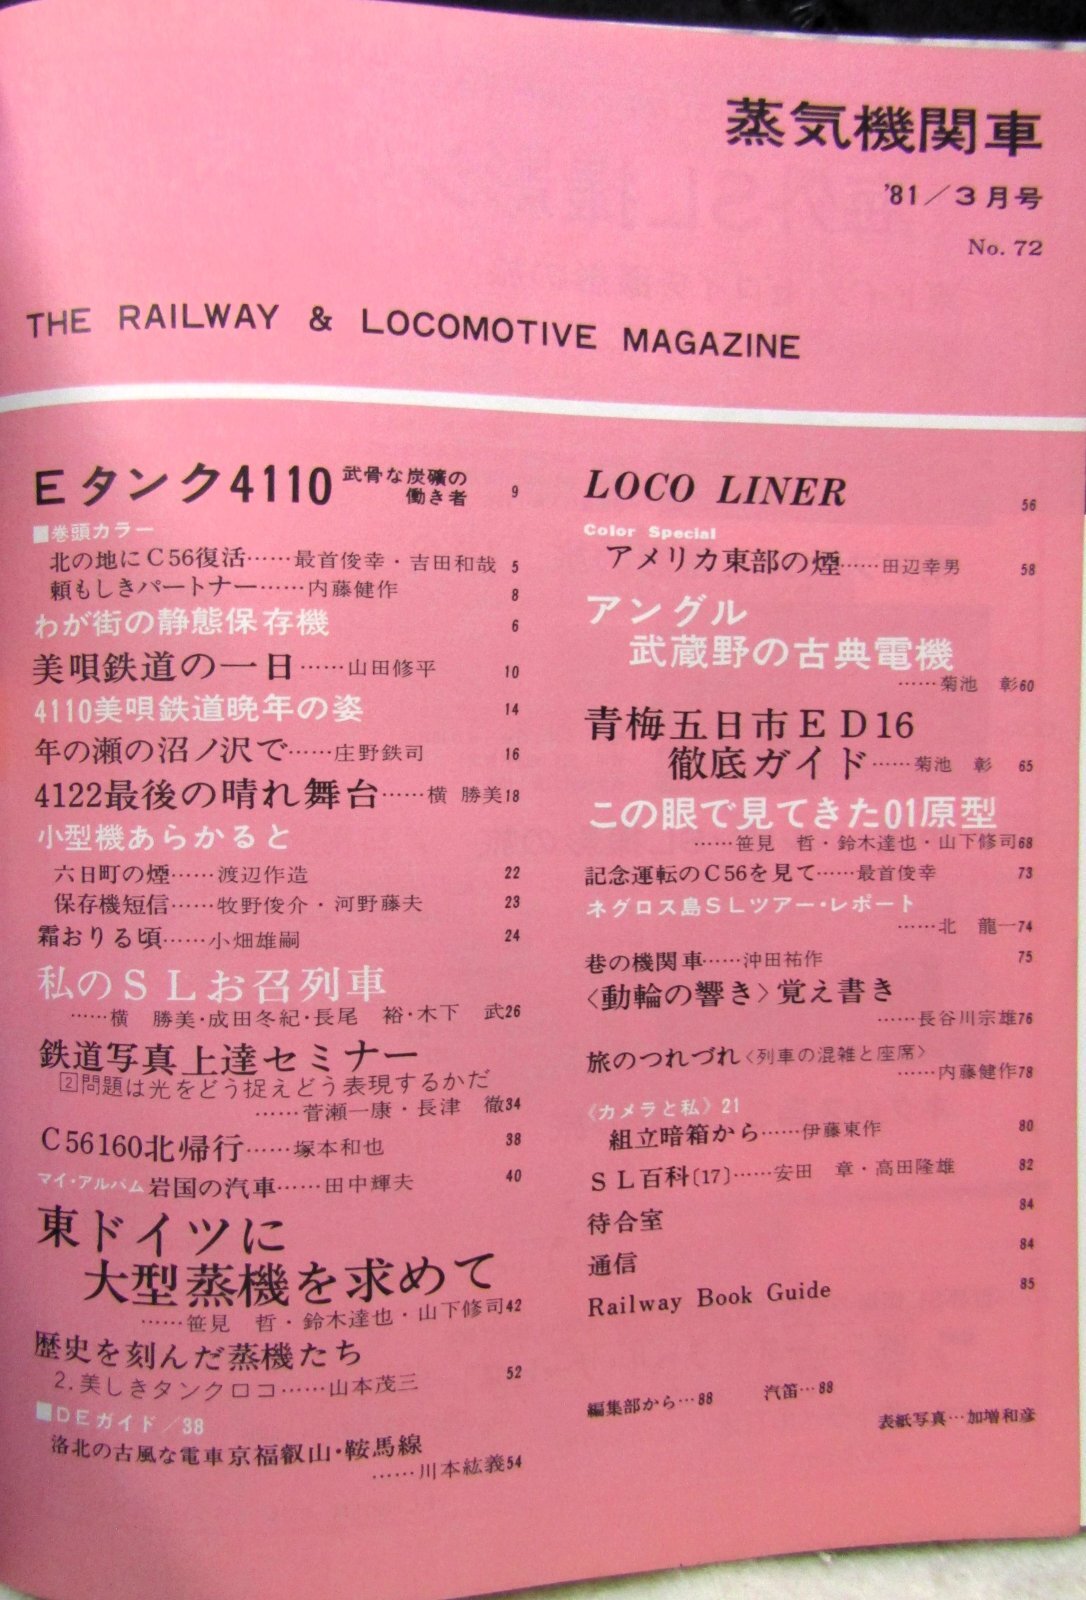 蒸気機関車
'81／3月号
No. 72
THE RAILWAY & LOCOMOTIVE MAGAZINE
Eタンク4110 武骨な炭礦の働き者 9
■巻頭カラー
北の地にC56復活……最首俊幸・吉田和哉 5
頼もしきパートナー……内藤健作 8
わが街の静態保存機 6
美唄鉄道の一日……山田修平 10
4110美唄鉄道晩年の姿 14
年の瀬の沼ノ沢で……庄野鉄司 16
4122最後の晴れ舞台……横 勝美18
小型機あらかると
六日町の煙……渡辺作造 22
保存機短信……牧野俊介・河野藤夫 23
霜おりる頃……小畑雄嗣 24
私のSLお召列車
……横 勝美・成田冬紀・長尾 裕・木下 武26
鉄道写真上達セミナー
2問題は光をどう捉えどう表現するかだ
……菅瀬一康・長津 徹34
C56160北帰行……塚本和也 38
マイ・アルバム 岩国の汽車……田中輝夫 40
東ドイツに
大型蒸機を求めて
……笹見 哲・鈴木達也・山下修司42
歴史を刻んだ蒸機たち
2.美しきタンクロコ……山本茂三 52
■DEガイド／38
洛北の古風な電車京福叡山・鞍馬線
……川本紘義54
LOCO LINER 56
Color Special
アメリカ東部の煙……田辺幸男 58
アングル
武蔵野の古典電機
……菊池 彰60
青梅五日市ED16
徹底ガイド……菊池 彰 65
この眼で見てきた01原型
……笹見 哲・鈴木達也・山下修司68
記念運転のC56を見て……最首俊幸 73
ネグロス島SLツアー・レポート
……北 龍一74
巷の機関車……沖田祐作 75
〈動輪の響き〉覚え書き
……長谷川宗雄76
旅のつれづれ〈列車の混雑と座席〉
……内藤健作78
《カメラと私》21
組立暗箱から……伊藤東作 80
SL百科〔17〕……安田 章・高田隆雄 82
待合室 84
通信 84
Railway Book Guide 85
編集部から…88 汽笛…88
表紙写真…加増和彦